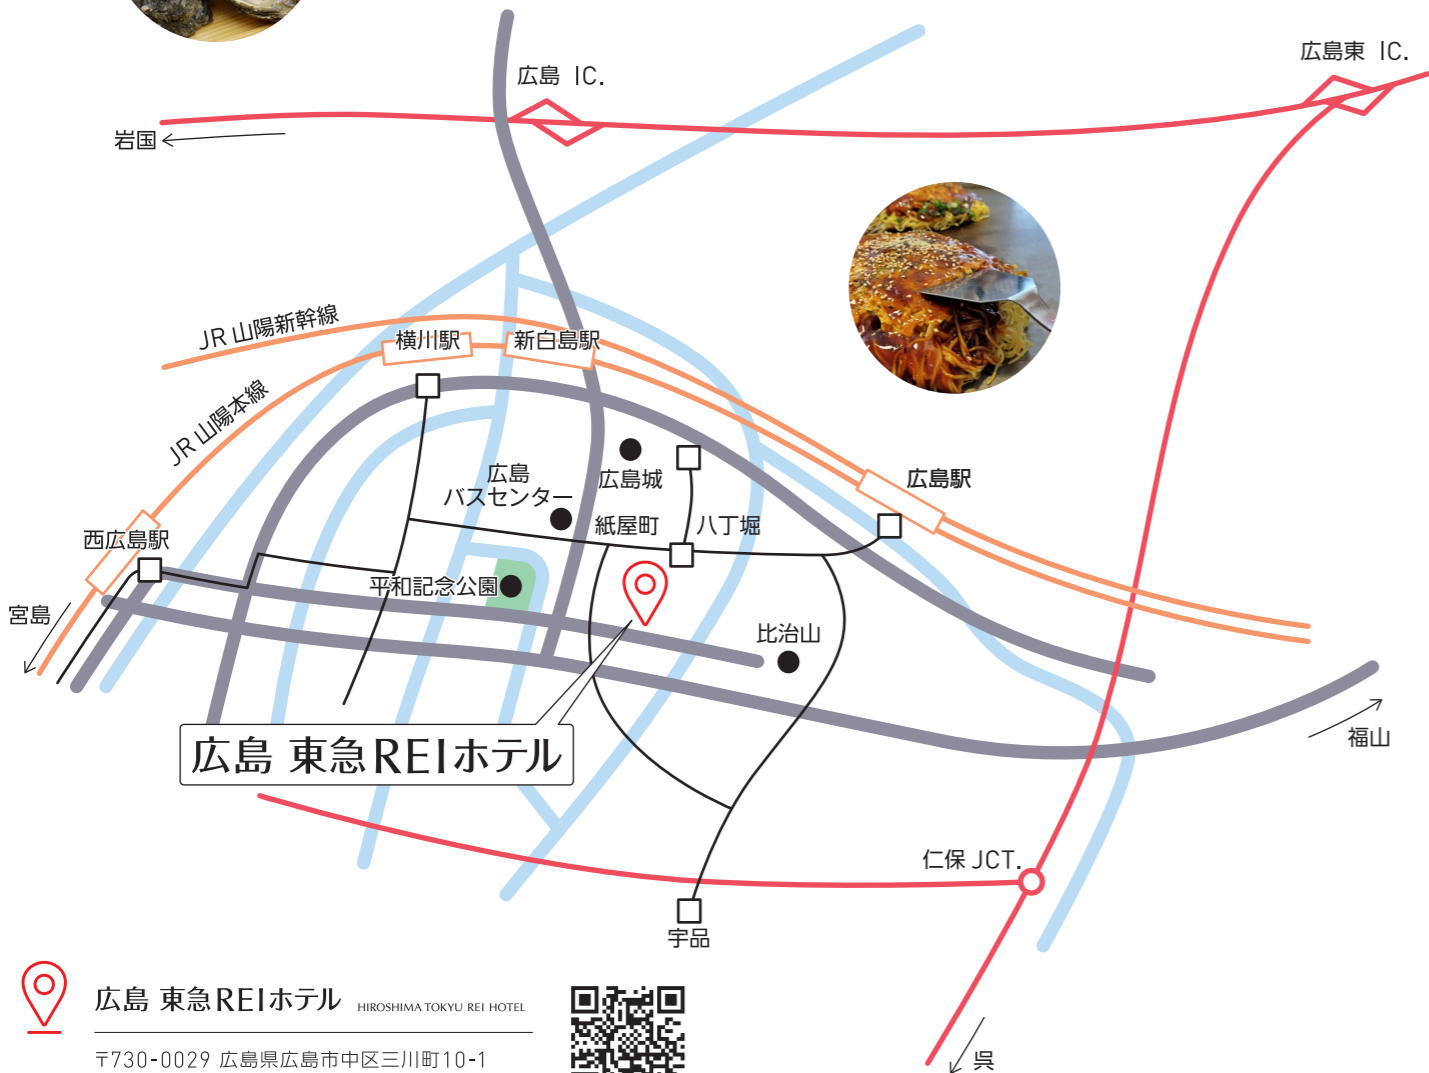 広島 IC.
広島東 IC.
岩国
JR 山陽新幹線
横川駅
新白島駅
JR 山陽本線
広島
バスセンター
広島城
広島駅
紙屋町
八丁堀
西広島駅
平和記念公園
宮島
比治山
広島 東急REIホテル
福山
仁保 JCT.
宇品
広島 東急REIホテル HIROSHIMA TOKYU REI HOTEL
〒730-0029 広島県広島市中区三川町10-1
呉